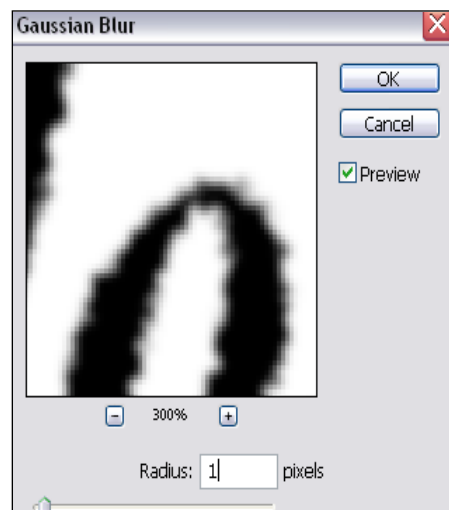 Gaussian Blur
OK
Cancel
Preview
300%
Radius: 1 pixels